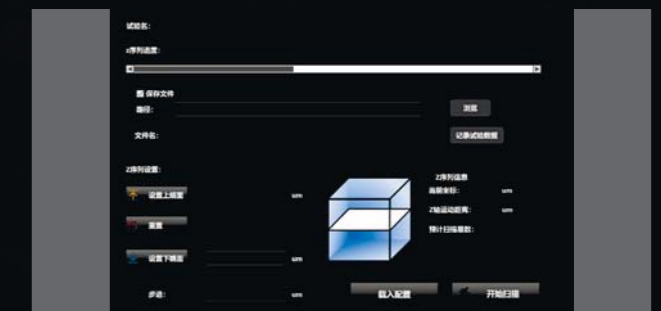 试验名:
z序列进度:
保存文件
路径:
浏览
文件名:
记录试验数据
Z序列设置:
设置上端面
um
重置
设置下端面
um
步进:
um
Z序列信息
当前坐标: um
Z轴运动距离: um
预计扫描幕数:
载入配置
开始扫描